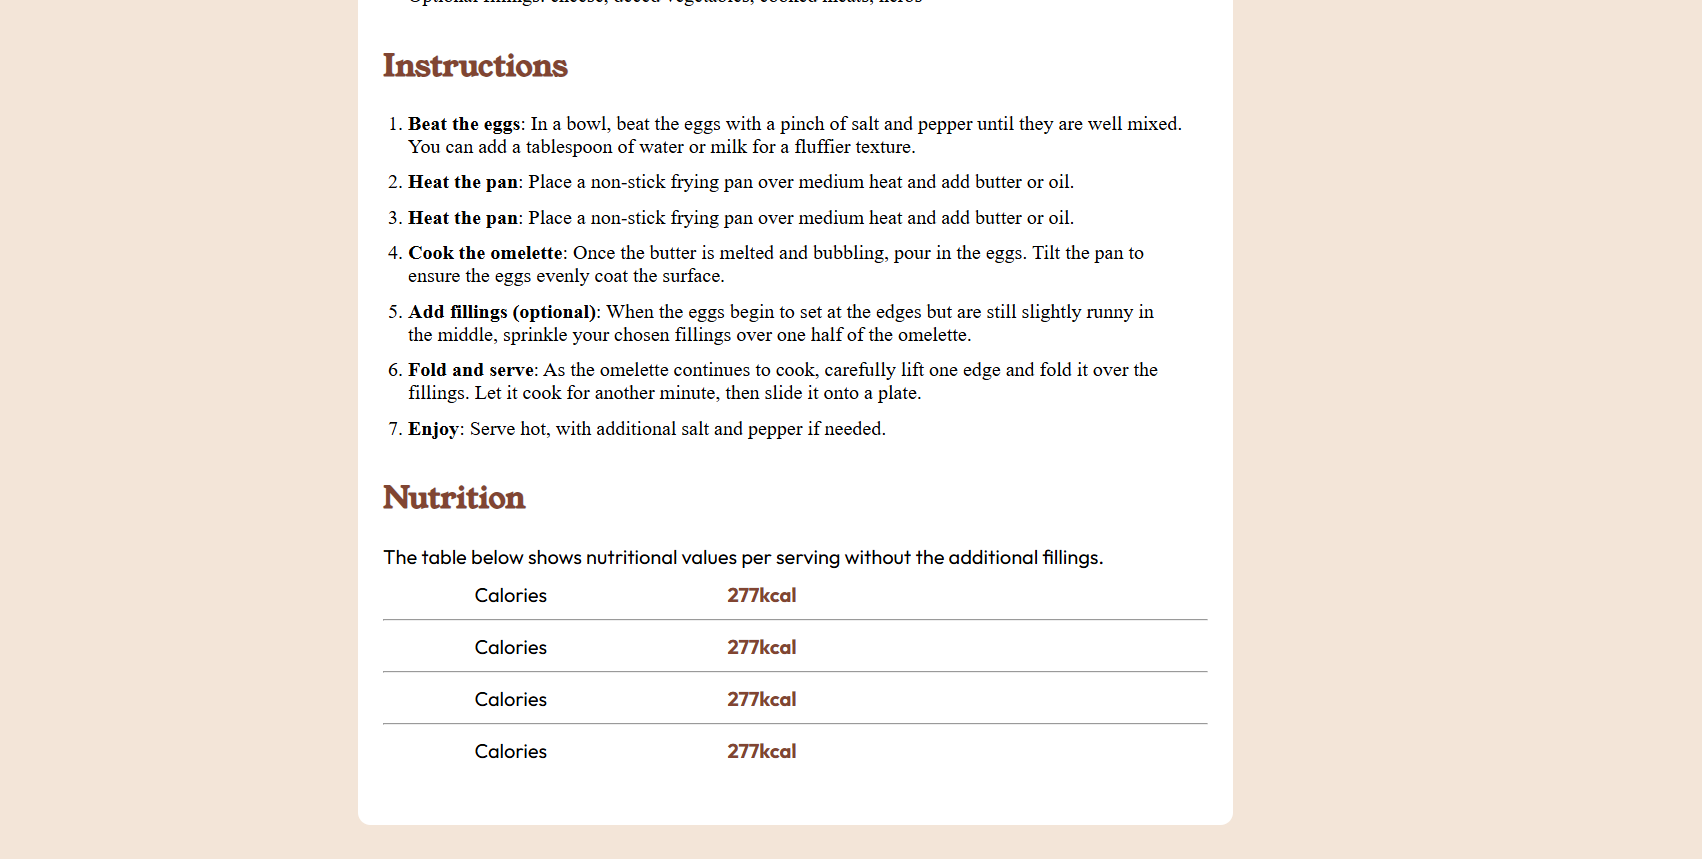 Optional fillings: cheese, diced vegetables, cooked meats, herbs
Instructions
1. Beat the eggs: In a bowl, beat the eggs with a pinch of salt and pepper until they are well mixed.
You can add a tablespoon of water or milk for a fluffier texture.
2. Heat the pan: Place a non-stick frying pan over medium heat and add butter or oil.
3. Heat the pan: Place a non-stick frying pan over medium heat and add butter or oil.
4. Cook the omelette: Once the butter is melted and bubbling, pour in the eggs. Tilt the pan to
ensure the eggs evenly coat the surface.
5. Add fillings (optional): When the eggs begin to set at the edges but are still slightly runny in
the middle, sprinkle your chosen fillings over one half of the omelette.
6. Fold and serve: As the omelette continues to cook, carefully lift one edge and fold it over the
fillings. Let it cook for another minute, then slide it onto a plate.
7. Enjoy: Serve hot, with additional salt and pepper if needed.
Nutrition
The table below shows nutritional values per serving without the additional fillings.
Calories 277kcal
Calories 277kcal
Calories 277kcal
Calories 277kcal